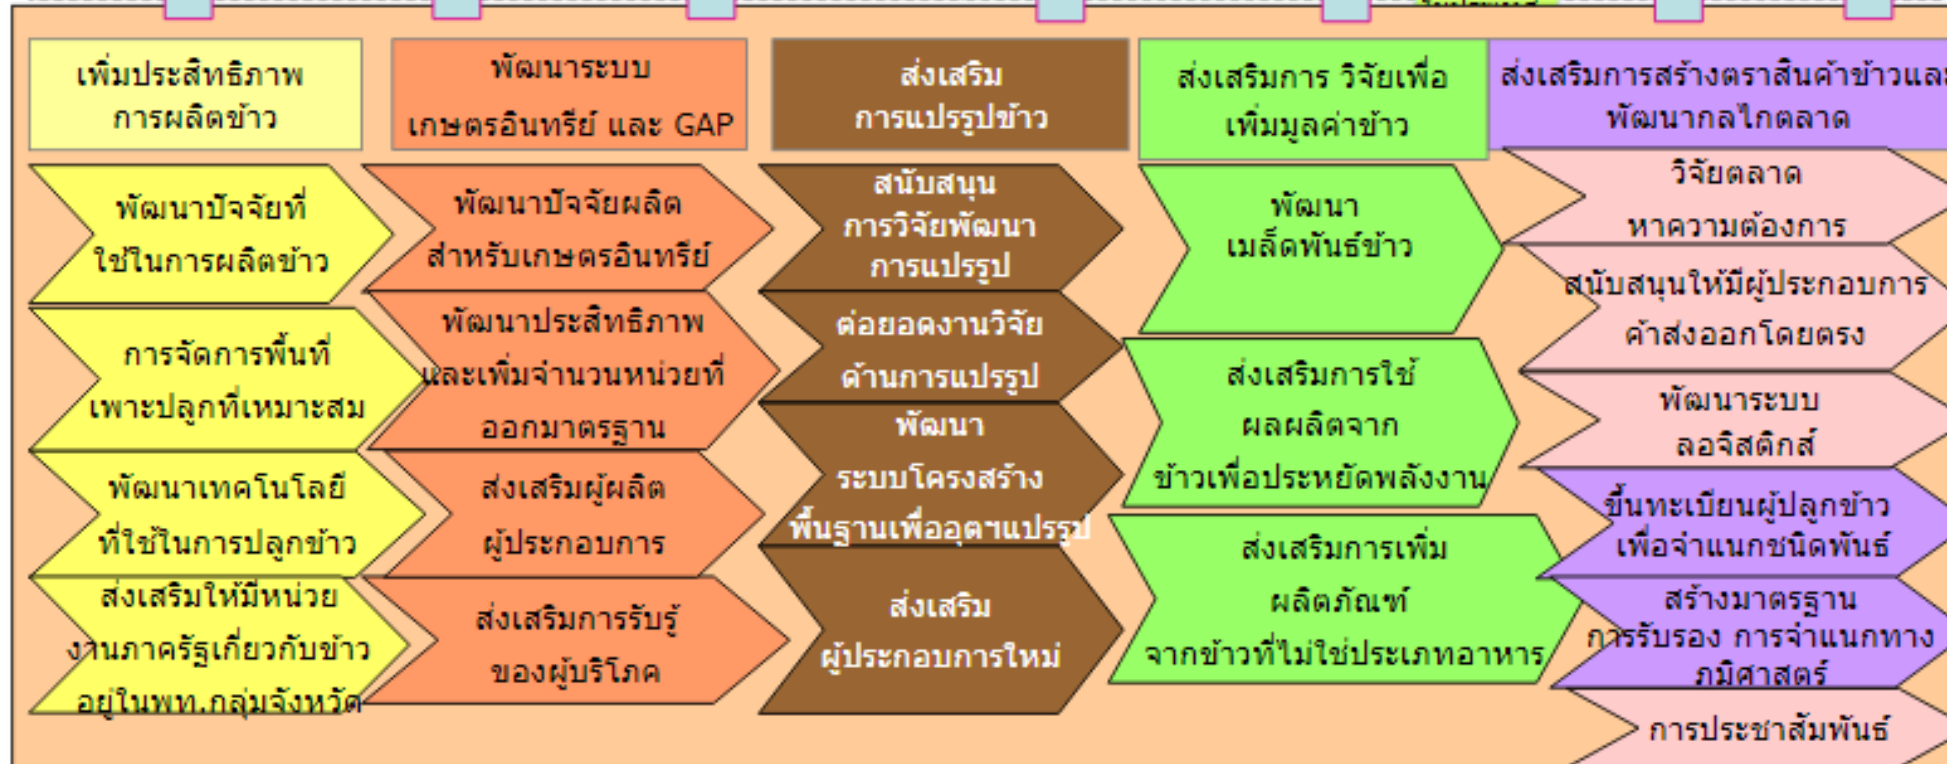 เพิ่มประสิทธิภาพ
การผลิตข้าว
พัฒนาปัจจัยที่
ใช้ในการผลิตข้าว
การจัดการพื้นที่
เพาะปลูกที่เหมาะสม
พัฒนาเทคโนโลยี
ที่ใช้ในการปลูกข้าว
ส่งเสริมให้มีหน่วย
งานภาครัฐเกี่ยวกับข้าว
อยู่ในพท.กลุ่มจังหวัด
พัฒนาระบบ
เกษตรอินทรีย์ และ GAP
พัฒนาปัจจัยผลิต
สำหรับเกษตรอินทรีย์
พัฒนาประสิทธิภาพ
และเพิ่มจำนวนหน่วยที่
ออกมาตรฐาน
ส่งเสริมผู้ผลิต
ผู้ประกอบการ
ส่งเสริมการรับรู้
ของผู้บริโภค
ส่งเสริม
การแปรรูปข้าว
สนับสนุน
การวิจัยพัฒนา
การแปรรูป
ต่อยอดงานวิจัย
ด้านการแปรรูป
พัฒนา
ระบบโครงสร้าง
พื้นฐานเพื่ออุตฯแปรรูป
ส่งเสริม
ผู้ประกอบการใหม่
ส่งเสริมการ วิจัยเพื่อ
เพิ่มมูลค่าข้าว
พัฒนา
เมล็ดพันธ์ข้าว
ส่งเสริมการใช้
ผลผลิตจาก
ข้าวเพื่อประหยัดพลังงาน
ส่งเสริมการเพิ่ม
ผลิตภัณฑ์
จากข้าวที่ไม่ใช่ประเภทอาหาร
ส่งเสริมการสร้างตราสินค้าข้าวและ
พัฒนากลไกตลาด
วิจัยตลาด
หาความต้องการ
สนับสนุนให้มีผู้ประกอบการ
ค้าส่งออกโดยตรง
พัฒนาระบบ
ลอจิสติกส์
ขึ้นทะเบียนผู้ปลูกข้าว
เพื่อจำแนกชนิดพันธ์
สร้างมาตรฐาน
การรับรอง การจำแนกทาง
ภูมิศาสตร์
การประชาสัมพันธ์